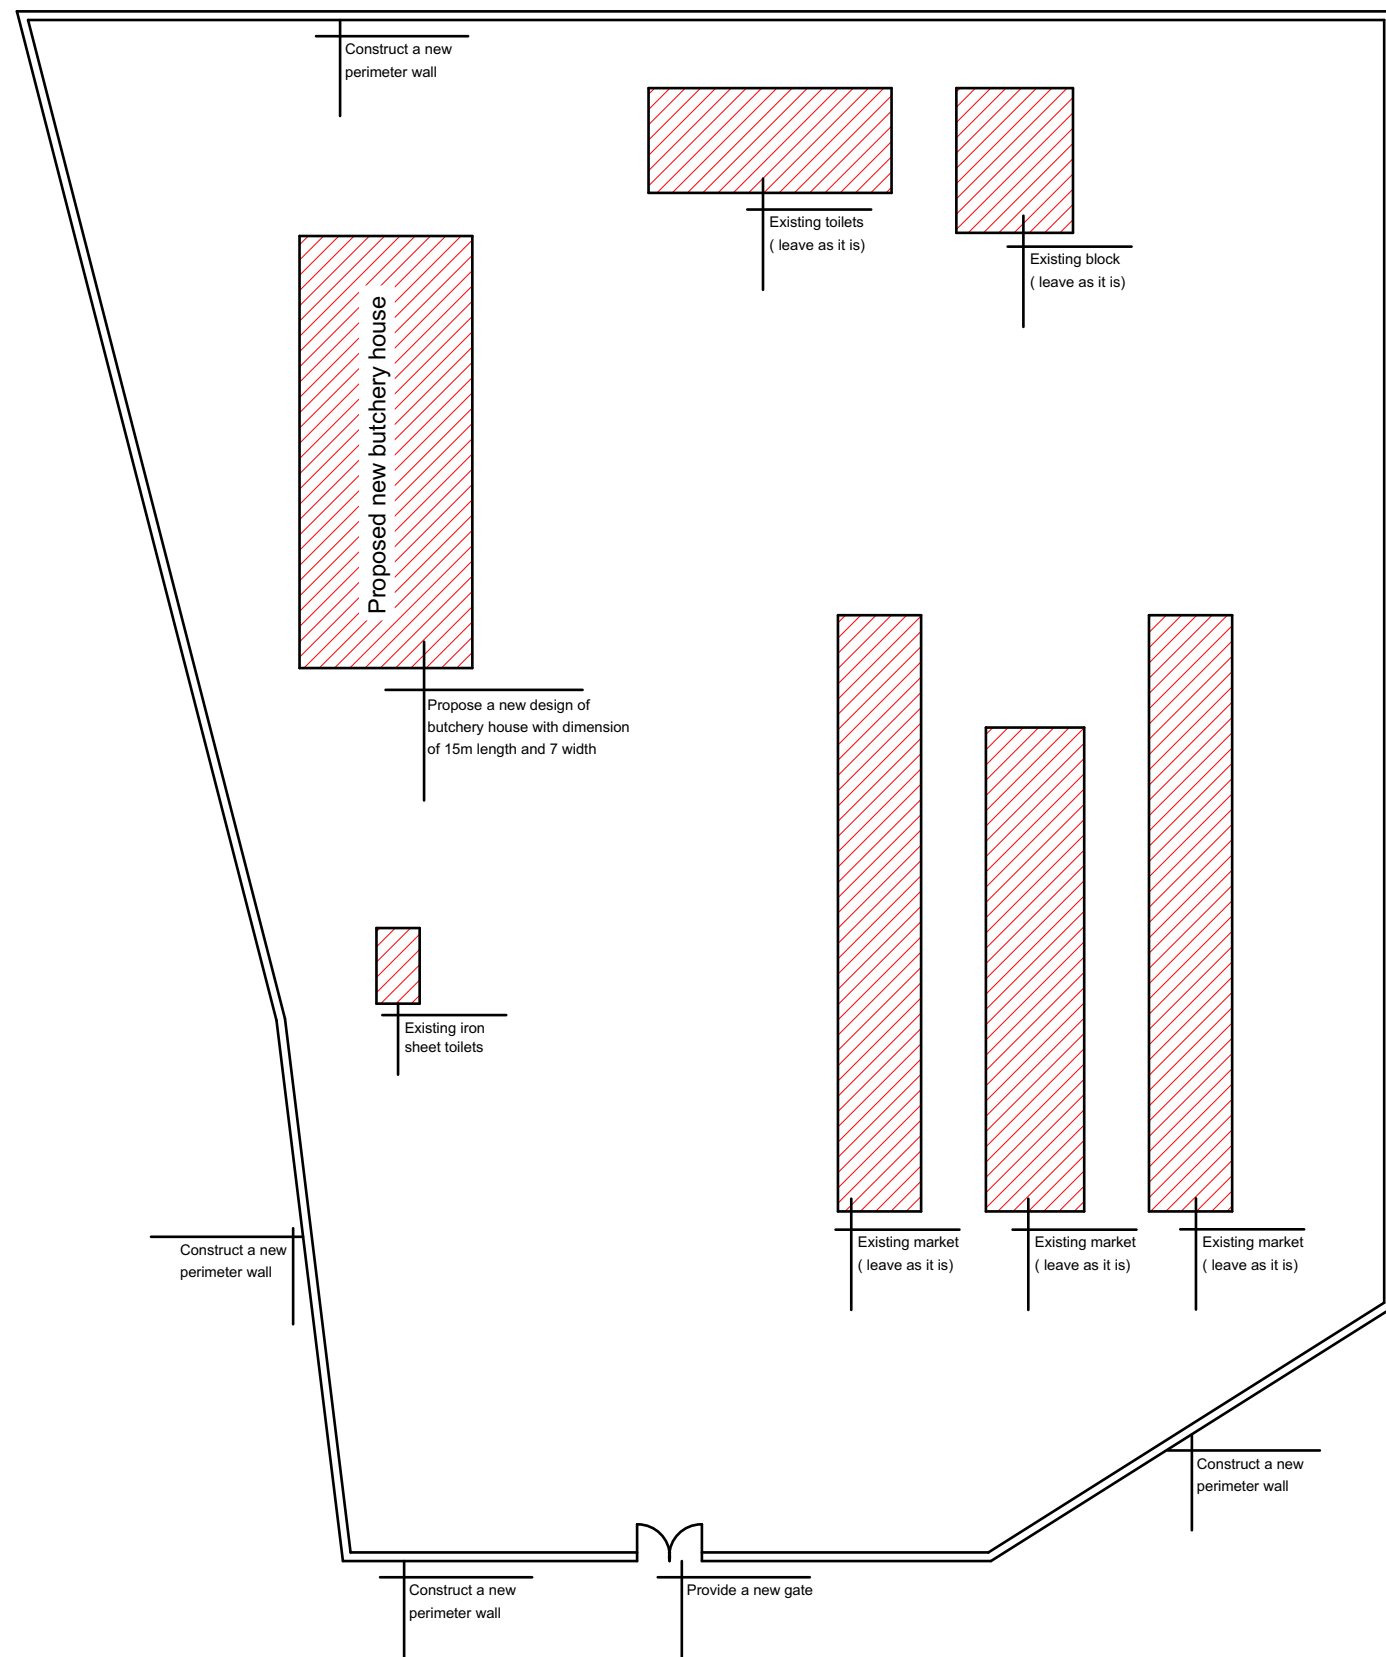 Construct a new
perimeter wall
Existing toilets
( leave as it is)
Existing block
( leave as it is)
Proposed new butchery house
Propose a new design of
butchery house with dimension
of 15m length and 7 width
Existing iron
sheet toilets
Construct a new
perimeter wall
Existing market
( leave as it is)
Existing market
( leave as it is)
Existing market
( leave as it is)
Construct a new
perimeter wall
Construct a new
perimeter wall
Provide a new gate